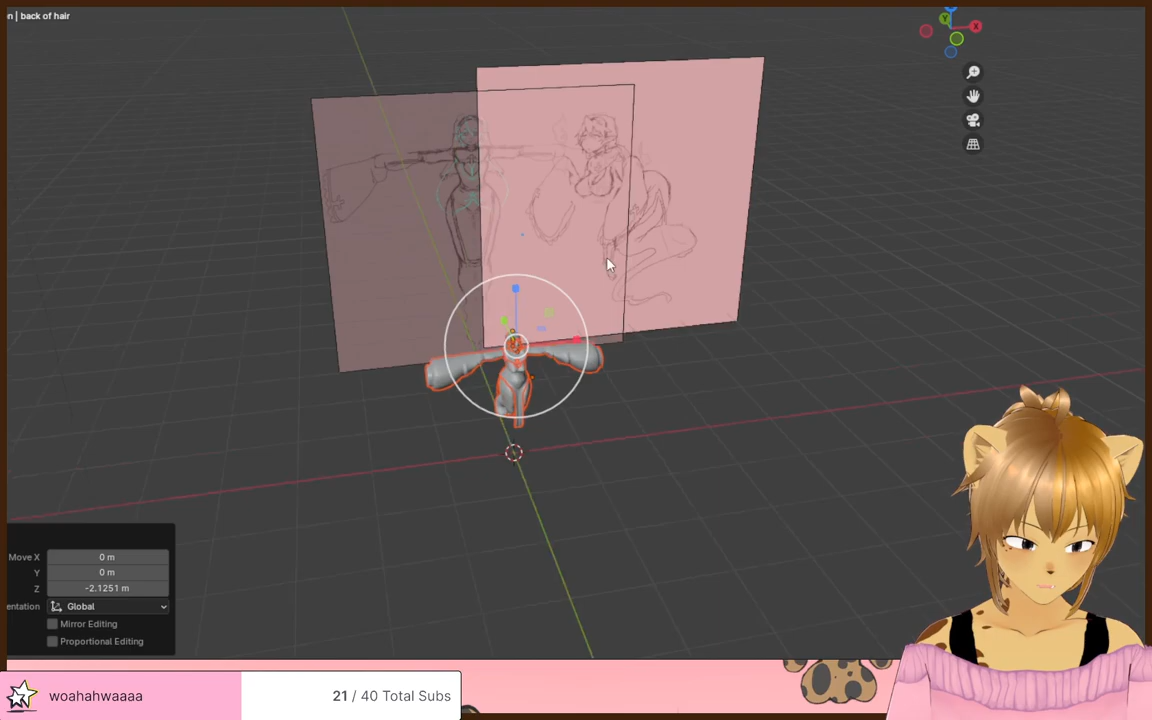 n | back of hair
Y
X
Move X 0 m
Y 0 m
Z -2.1251 m
entation Global
Mirror Editing
Proportional Editing
woahahwaaaa 21 / 40 Total Subs